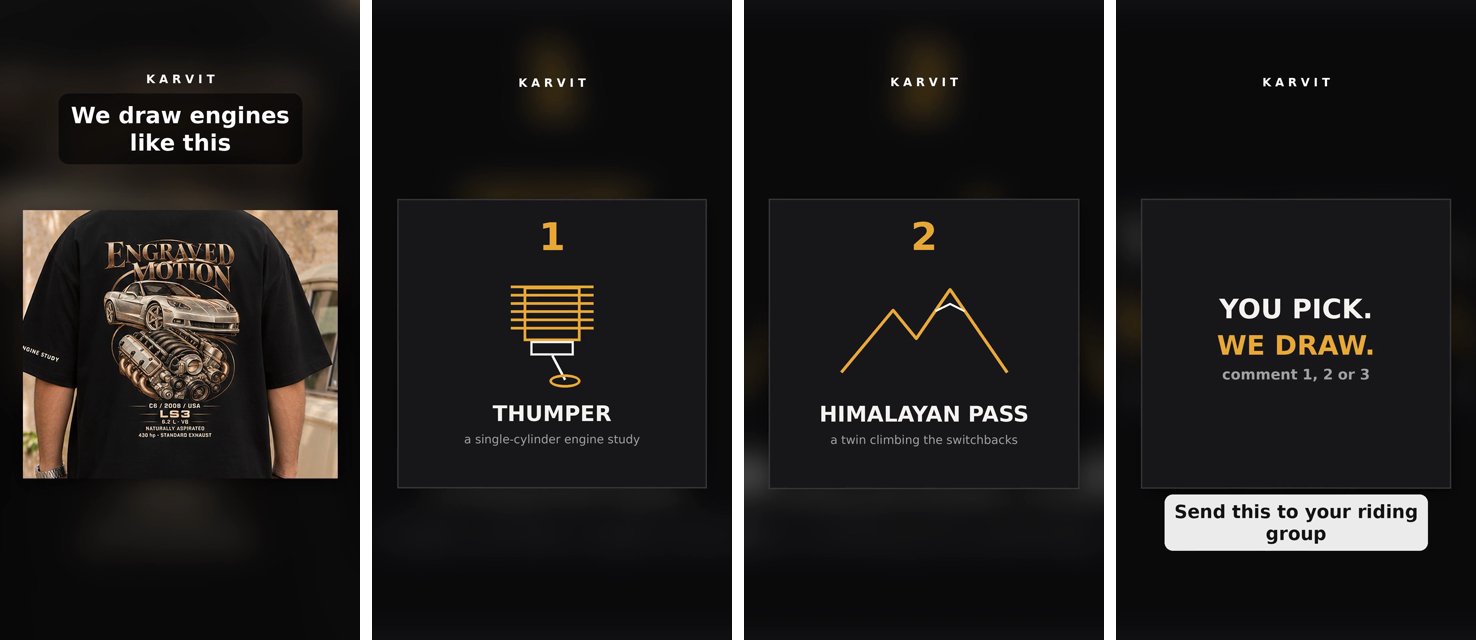 KARVIT
We draw engines
like this
ENGRAVED
MOTION
NGINE STUDY
C6 / 2008 / USA
LS3
6.2 L · V8
NATURALLY ASPIRATED
430 hp · STANDARD EXHAUST
KARVIT
1
THUMPER
a single-cylinder engine study
KARVIT
2
HIMALAYAN PASS
a twin climbing the switchbacks
KARVIT
YOU PICK.
WE DRAW.
comment 1, 2 or 3
Send this to your riding
group